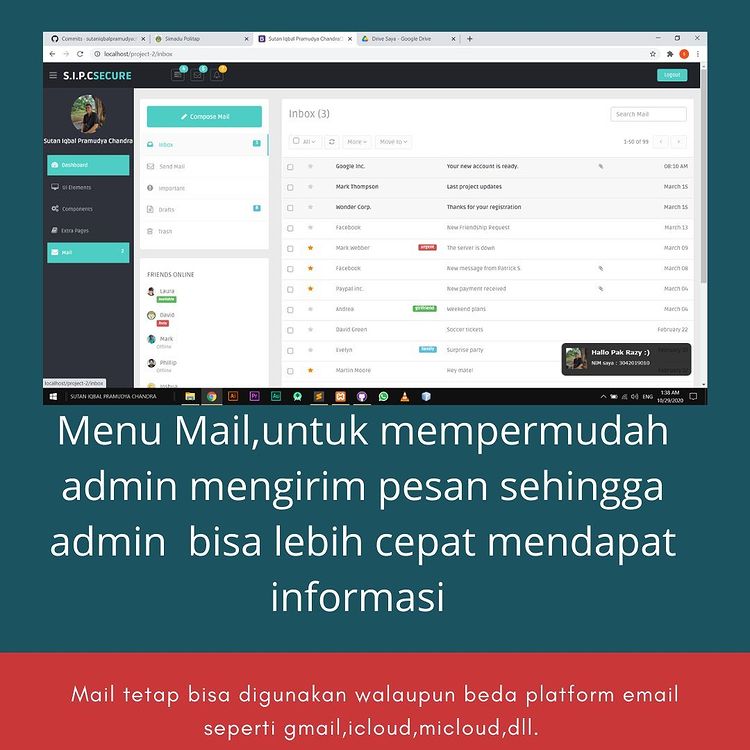 Commits · sutaniqbalpramudya
Simadu Politap
Sutan Iqbal Pramudya Chandra
Drive Saya - Google Drive
localhost/project-2/inbox
S.I.P.CSECURE
Logout
Sutan Iqbal Pramudya Chandra
Dashboard
UI Elements
Components
Extra Pages
Mail 2
Compose Mail
Inbox
Send Mail
Important
Drafts
Trash
FRIENDS ONLINE
Laura
Available
David
Busy
Mark
Offline
Phillip
Offline
Joshua
Inbox (3)
Search Mail
All
More
Move to
1-50 of 99
Google Inc. Your new account is ready. 08:10 AM
Mark Thompson Last project updates March 15
Wonder Corp. Thanks for your registration March 15
Facebook New Friendship Request March 13
Mark Webber urgent The server is down March 09
Facebook New message from Patrick S. March 08
Paypal inc. New payment received March 04
Andrea girlfriend Weekend plans March 04
David Green Soccer tickets February 22
Evelyn family Surprise party
Martin Moore Hey mate!
Hallo Pak Razy :)
NIM saya : 3042019010
localhost/project-2/inbox
SUTAN IQBAL PRAMUDYA CHANDRA
ENG
1:38 AM
10/29/2020
Menu Mail,untuk mempermudah
admin mengirim pesan sehingga
admin bisa lebih cepat mendapat
informasi
Mail tetap bisa digunakan walaupun beda platform email
seperti gmail,icloud,micloud,dll.